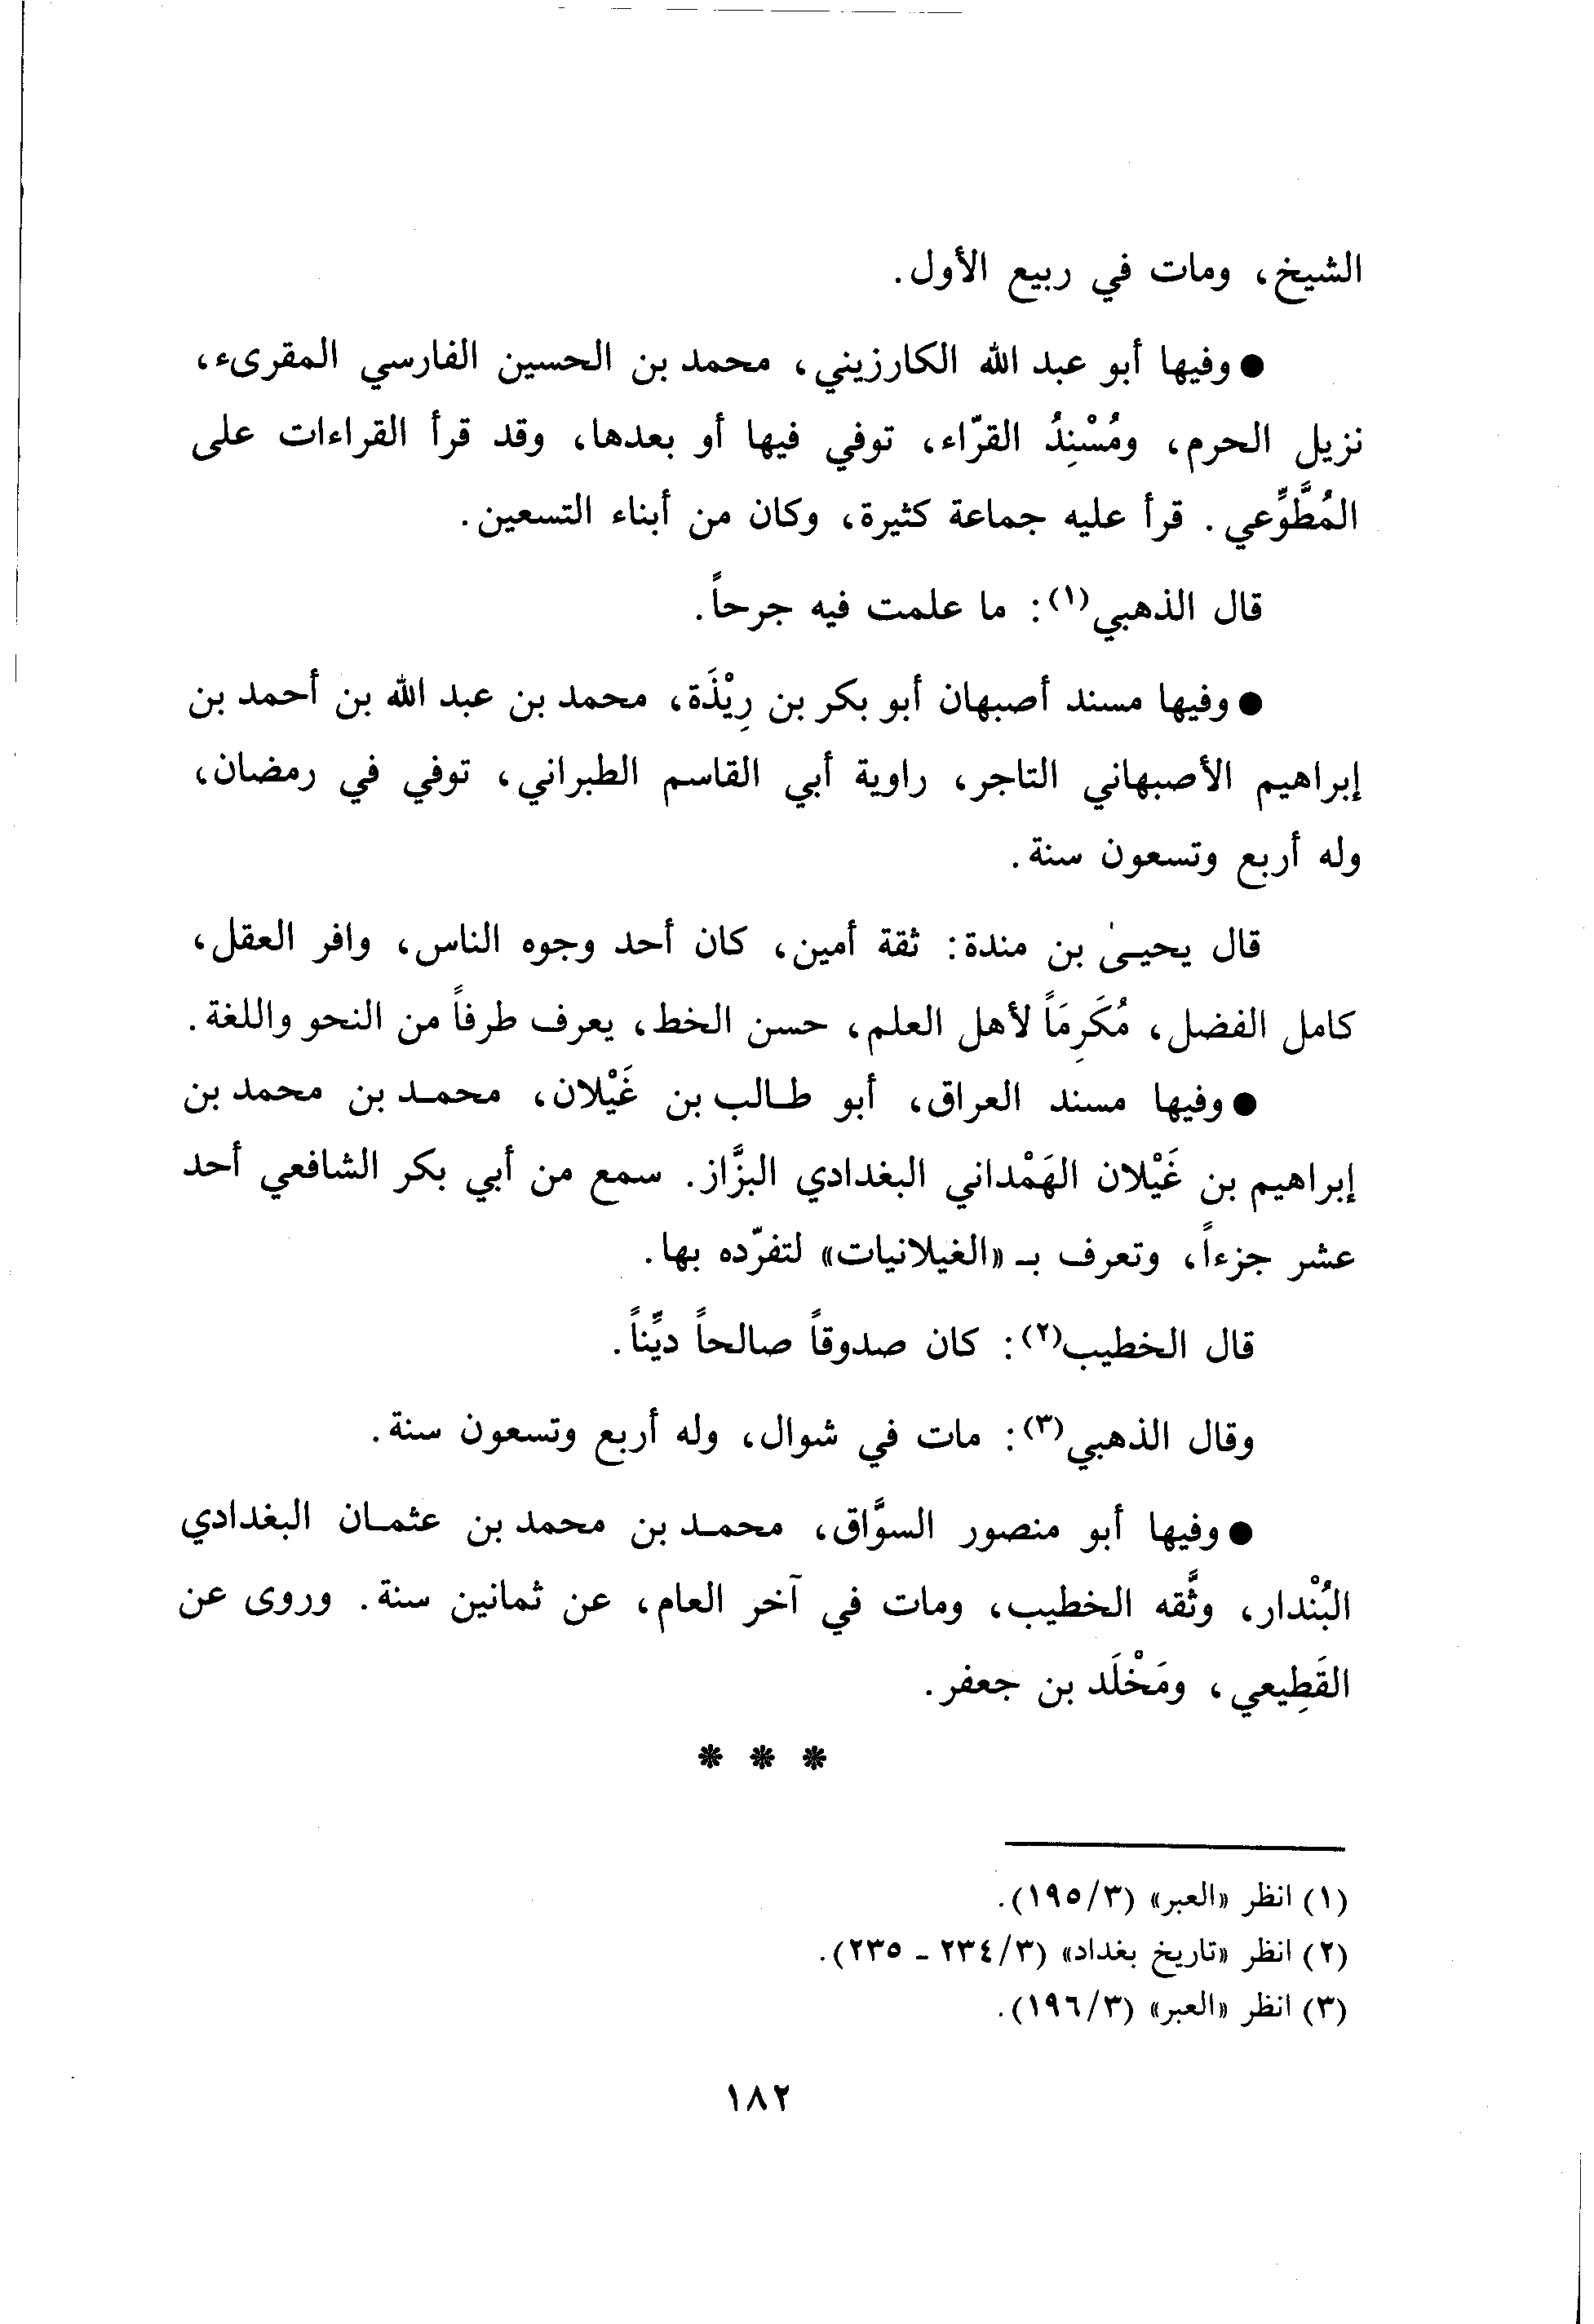 الشيخ، ومات في ربيع الأول.
● وفيها أبو عبد الله الكارزيني، محمد بن الحسين الفارسي المقرىء،
نزيل الحرم، ومُسْنِدُ القرّاء، توفي فيها أو بعدها، وقد قرأ القراءات على
المُطَّوِّعي. قرأ عليه جماعة كثيرة، وكان من أبناء التسعين.
قال الذهبي(١): ما علمت فيه جرحاً.
● وفيها مسند أصبهان أبو بكر بن رِيْذَة، محمد بن عبد الله بن أحمد بن
إبراهيم الأصبهاني التاجر، راوية أبي القاسم الطبراني، توفي في رمضان،
وله أربع وتسعون سنة.
قال يحيـىٰ بن مندة: ثقة أمين، كان أحد وجوه الناس، وافر العقل،
كامل الفضل، مُكَرِمَاً لأهل العلم، حسن الخط، يعرف طرفاً من النحو واللغة.
● وفيها مسند العراق، أبو طـالب بن غَيْلان، محمـد بن محمد بن
إبراهيم بن غَيْلان الهَمْداني البغدادي البزَّاز. سمع من أبي بكر الشافعي أحد
عشر جزءاً، وتعرف بـ «الغيلانيات» لتفرّده بها.
قال الخطيب(٢): كان صدوقاً صالحاً ديِّناً.
وقال الذهبي(٣): مات في شوال، وله أربع وتسعون سنة.
● وفيها أبو منصور السوَّاق، محمـد بن محمد بن عثمـان البغدادي
البُنْدار، وثَّقه الخطيب، ومات في آخر العام، عن ثمانين سنة. وروى عن
القَطِيعي، ومَخْلَد بن جعفر.
* * *
(١) انظر «العبر» (٣/١٩٥).
(٢) انظر «تاريخ بغداد» (٣/٢٣٤ - ٢٣٥).
(٣) انظر «العبر» (٣/١٩٦).
١٨٢